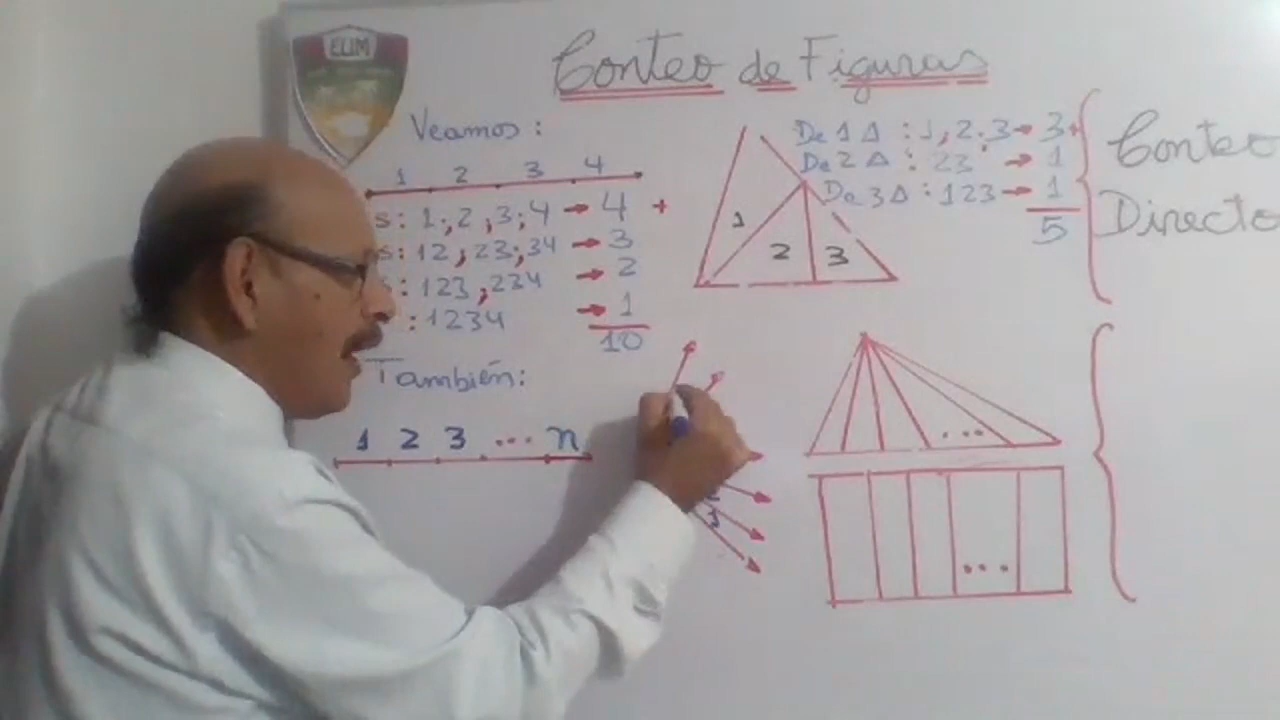 ELIM
Conteo de Figuras
Veamos :
1 2 3 4
s: 1, 2, 3; 4 → 4 +
s: 12, 23; 34 → 3
s: 123, 234 → 2
: 1234 → 1
10
También:
1 2 3 ... n
3
De 1 Δ : 1, 2, 3 → 3 +
De 2 Δ : 23 → 1
De 3 Δ : 123 → 1
5
1
2 3
...
...
Conteo
Directo